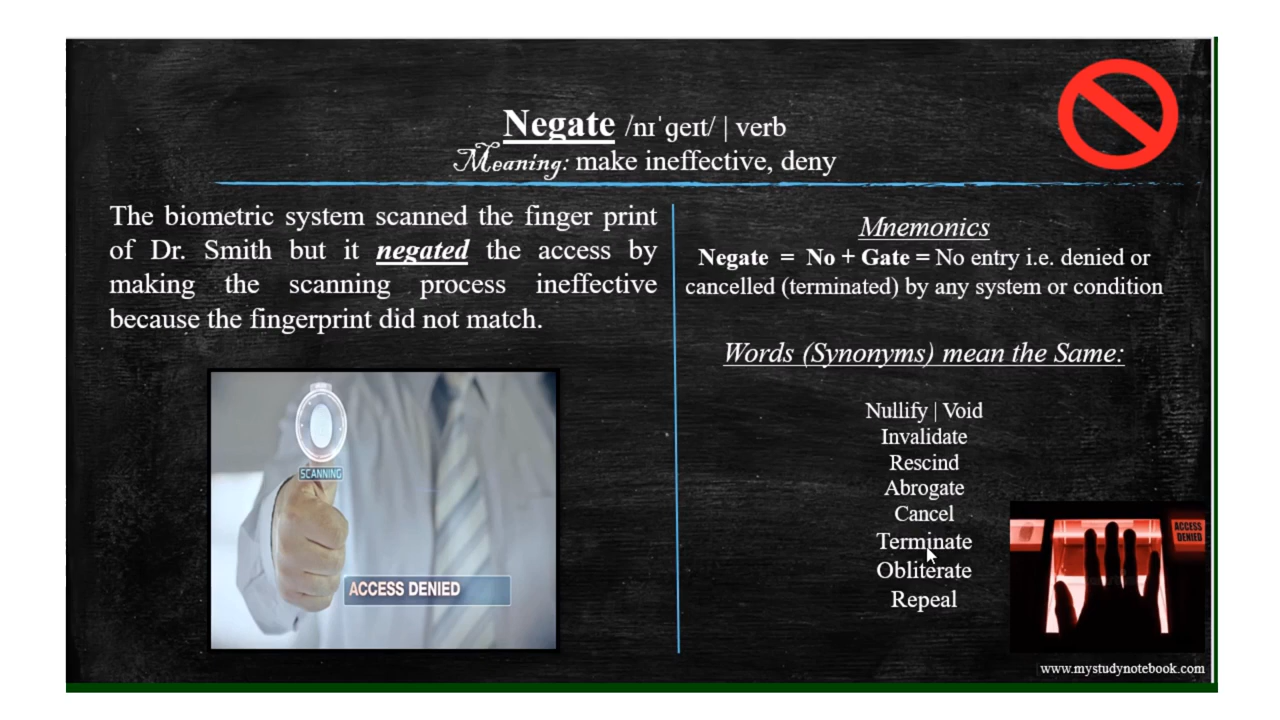 Negate /nɪˈɡeɪt/ | verb
Meaning: make ineffective, deny
The biometric system scanned the finger print
of Dr. Smith but it negated the access by
making the scanning process ineffective
because the fingerprint did not match.
SCANNING
ACCESS DENIED
Mnemonics
Negate = No + Gate = No entry i.e. denied or
cancelled (terminated) by any system or condition
Words (Synonyms) mean the Same:
Nullify | Void
Invalidate
Rescind
Abrogate
Cancel
Terminate
Obliterate
Repeal
ACCESS
DENIED
www.mystudynotebook.com